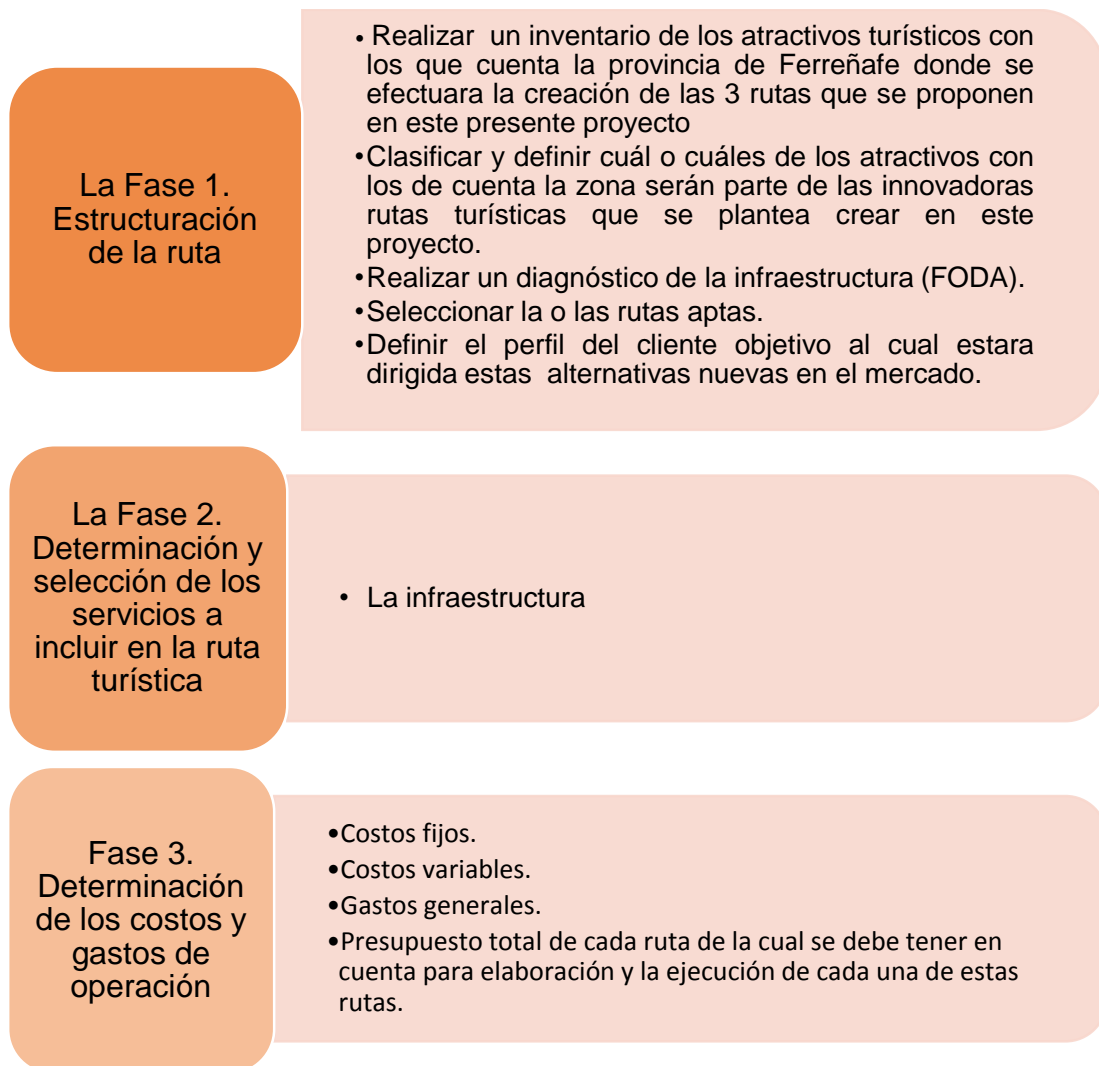 La Fase 1.
Estructuración
de la ruta
• Realizar un inventario de los atractivos turísticos con
los que cuenta la provincia de Ferreñafe donde se
efectuara la creación de las 3 rutas que se proponen
en este presente proyecto
•Clasificar y definir cuál o cuáles de los atractivos con
los de cuenta la zona serán parte de las innovadoras
rutas turísticas que se plantea crear en este
proyecto.
•Realizar un diagnóstico de la infraestructura (FODA).
•Seleccionar la o las rutas aptas.
•Definir el perfil del cliente objetivo al cual estara
dirigida estas alternativas nuevas en el mercado.
La Fase 2.
Determinación y
selección de los
servicios a
incluir en la ruta
turística
• La infraestructura
Fase 3.
Determinación
de los costos y
gastos de
operación
•Costos fijos.
•Costos variables.
•Gastos generales.
•Presupuesto total de cada ruta de la cual se debe tener en
cuenta para elaboración y la ejecución de cada una de estas
rutas.